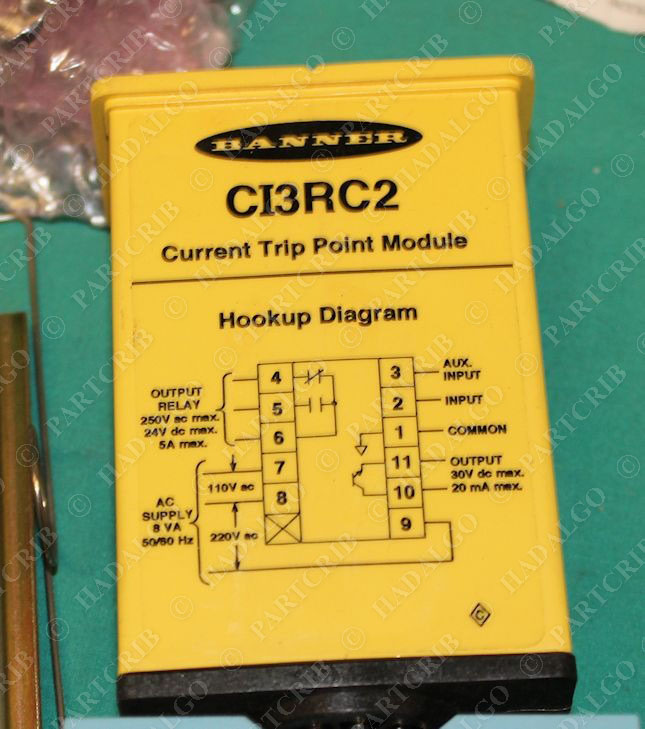 BANNER
CI3RC2
Current Trip Point Module
Hookup Diagram
OUTPUT
RELAY
250V ac max.
24V dc max.
5A max.
4
5
6
7
8
3
2
1
11
10
9
AUX.
INPUT
INPUT
COMMON
OUTPUT
30V dc max.
20 mA max.
AC
SUPPLY
8 VA
50/60 Hz
110V ac
220V ac
C
© PARTCRIB
© HADALGO